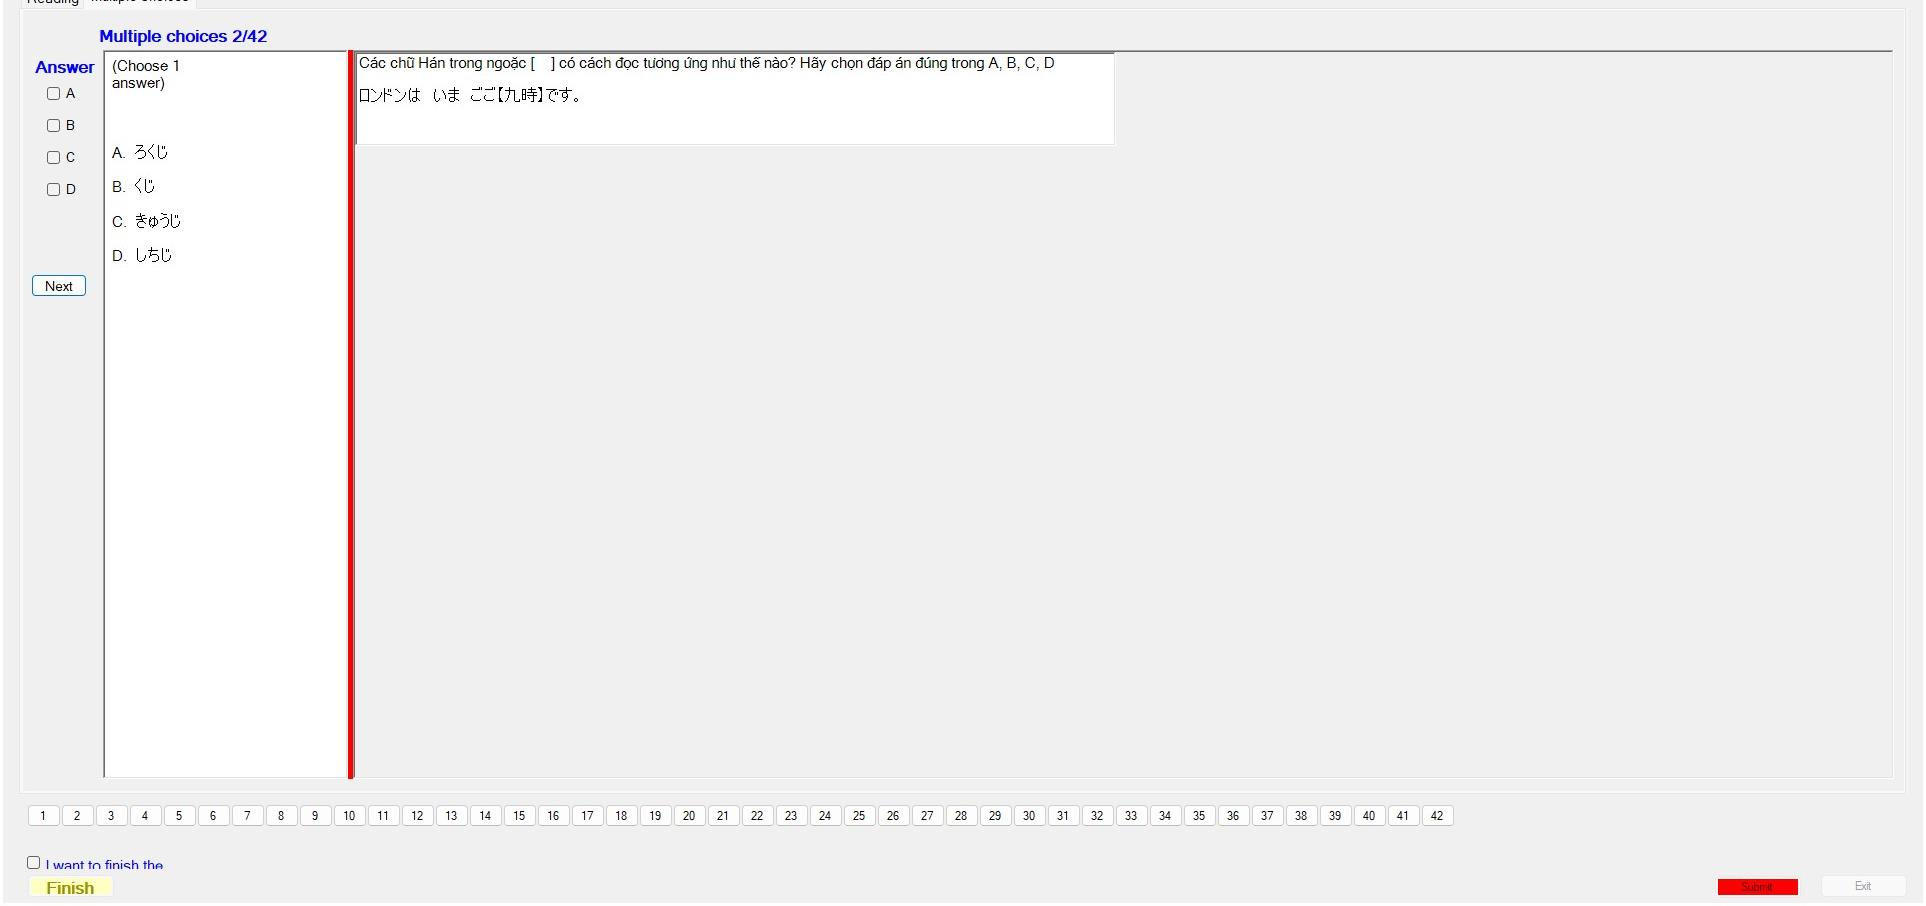 Reading Multiple Choices
Multiple choices 2/42
Answer
A
B
C
D
Next
(Choose 1
answer)
A. ろくじ
B. くじ
C. きゅうじ
D. しちじ
Các chữ Hán trong ngoặc [ ] có cách đọc tương ứng như thế nào? Hãy chọn đáp án đúng trong A, B, C, D
ロンドンは いま ごご【九時】です。
1 2 3 4 5 6 7 8 9 10 11 12 13 14 15 16 17 18 19 20 21 22 23 24 25 26 27 28 29 30 31 32 33 34 35 36 37 38 39 40 41 42
I want to finish the
Finish
Submit Exit